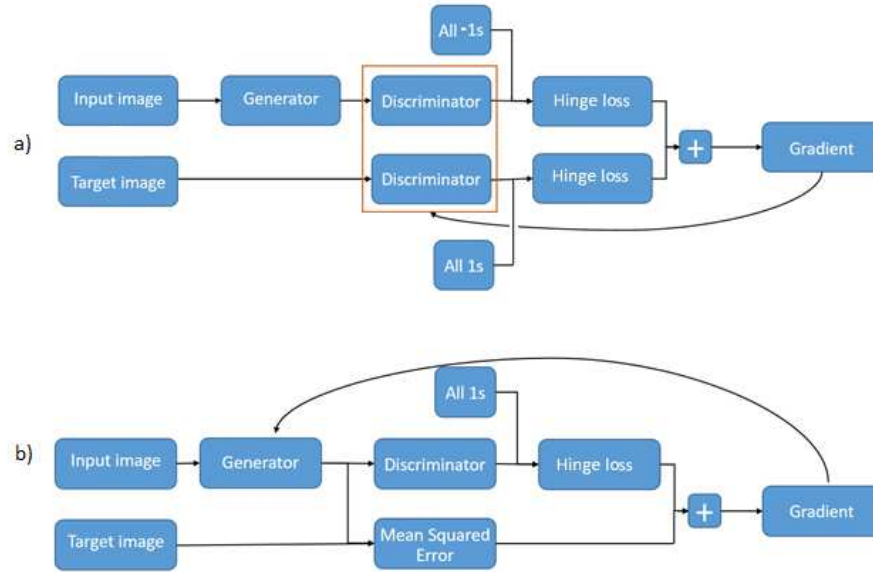 All -1s
Input image
Generator
Discriminator
Hinge loss
a)
+
Gradient
Target image
Discriminator
Hinge loss
All 1s
All 1s
b)
Input image
Generator
Discriminator
Hinge loss
+
Gradient
Target image
Mean Squared
Error